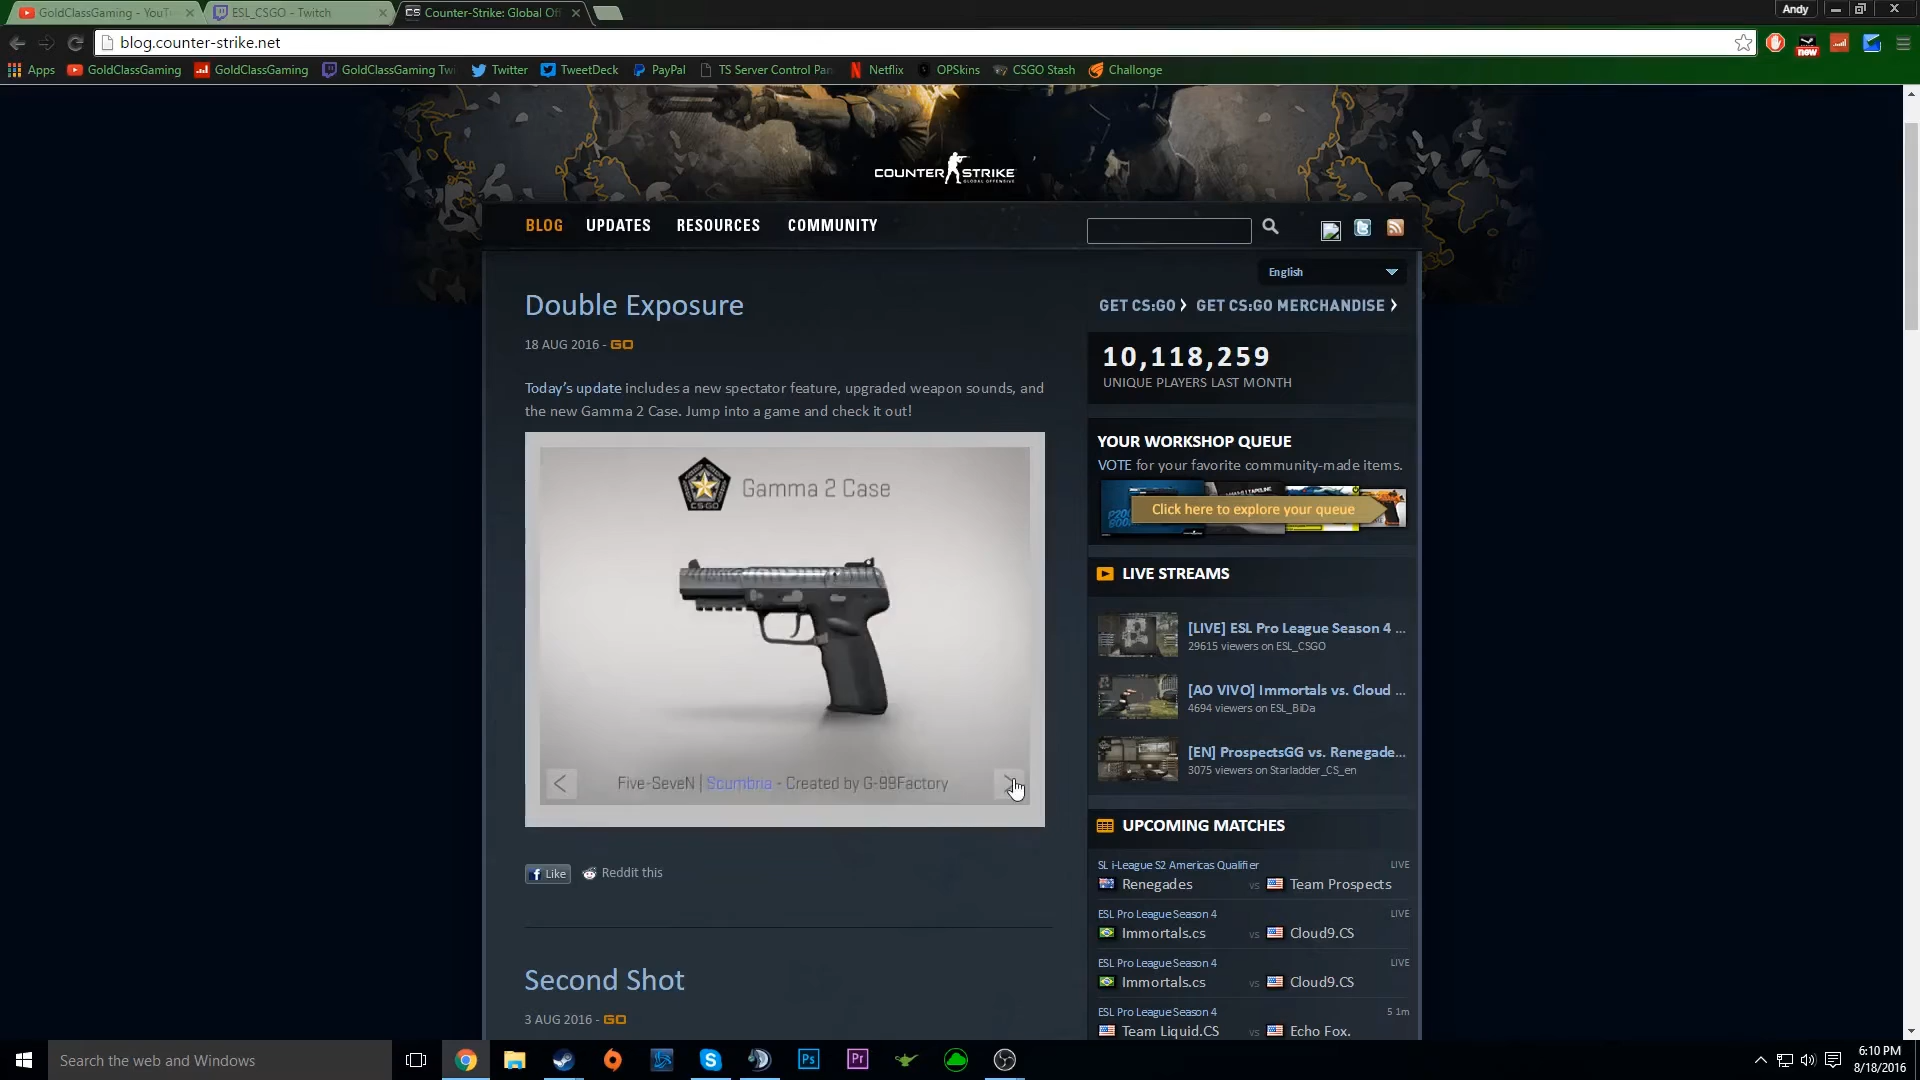 GoldClassGaming - YouT
ESL_CSGO - Twitch
CS Counter-Strike: Global Of
Andy
blog.counter-strike.net
new
Apps
GoldClassGaming
GoldClassGaming
GoldClassGaming Twi
Twitter
TweetDeck
PayPal
TS Server Control Pan
Netflix
OPSkins
CSGO Stash
Challonge
COUNTER STRIKE
GLOBAL OFFENSIVE
BLOG UPDATES RESOURCES COMMUNITY
English
Double Exposure
18 AUG 2016 - GO
Today’s update includes a new spectator feature, upgraded weapon sounds, and
the new Gamma 2 Case. Jump into a game and check it out!
CS:GO
Gamma 2 Case
Five-SeveN | Scumbria - Created by G-99Factory
Like
Reddit this
Second Shot
3 AUG 2016 - GO
GET CS:GO GET CS:GO MERCHANDISE
10,118,259
UNIQUE PLAYERS LAST MONTH
YOUR WORKSHOP QUEUE
VOTE for your favorite community-made items.
Click here to explore your queue
LIVE STREAMS
[LIVE] ESL Pro League Season 4 ...
29615 viewers on ESL_CSGO
[AO VIVO] Immortals vs. Cloud ...
4694 viewers on ESL_BiDa
[EN] ProspectsGG vs. Renegade...
3075 viewers on Starladder_CS_en
UPCOMING MATCHES
SL i-League S2 Americas Qualifier LIVE
Renegades vs Team Prospects
ESL Pro League Season 4 LIVE
Immortals.cs vs Cloud9.CS
ESL Pro League Season 4 LIVE
Immortals.cs vs Cloud9.CS
ESL Pro League Season 4 5 1m
Team Liquid.CS vs Echo Fox.
Search the web and Windows
Ps
Pr
6:10 PM
8/18/2016